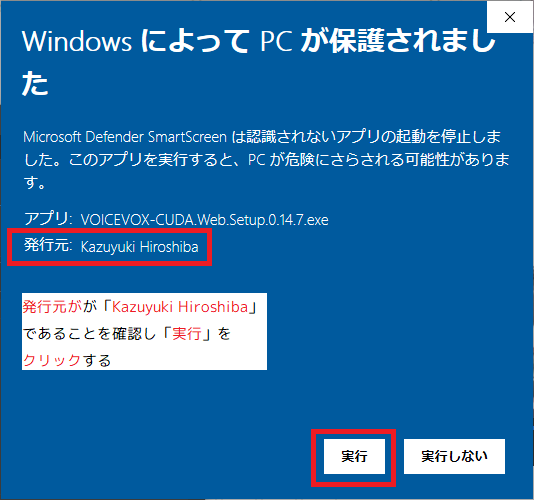 Windows によって PC が保護されまし
た
Microsoft Defender SmartScreen は認識されないアプリの起動を停止しま
した。このアプリを実行すると、PC が危険にさらされる可能性がありま
す。
アプリ: VOICEVOX-CUDA.Web.Setup.0.14.7.exe
発行元: Kazuyuki Hiroshiba
発行元がが「Kazuyuki Hiroshiba」
であることを確認し「実行」を
クリックする
実行 実行しない